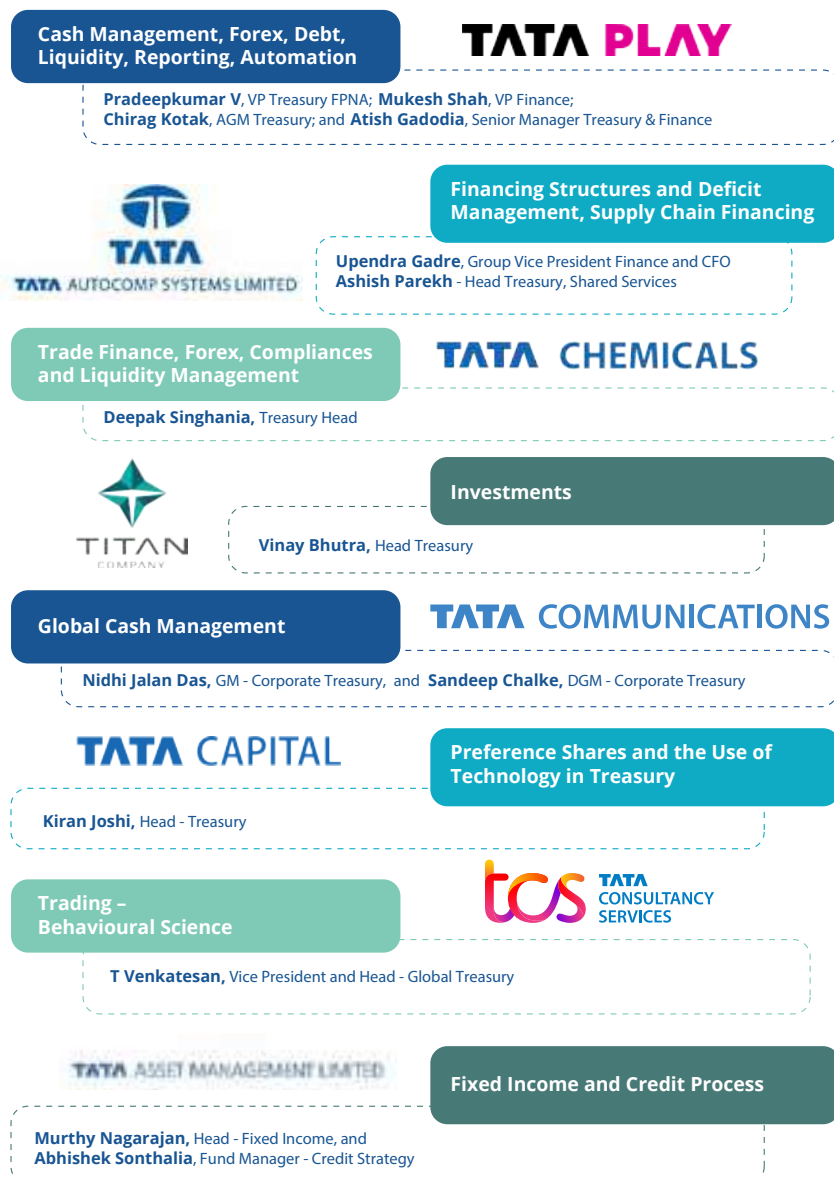 Cash Management, Forex, Debt,
Liquidity, Reporting, Automation
TATA PLAY
Pradeepkumar V, VP Treasury FPNA; Mukesh Shah, VP Finance;
Chirag Kotak, AGM Treasury; and Atish Gadodia, Senior Manager Treasury & Finance
TATA
TATA AUTOCOMP SYSTEMS LIMITED
Financing Structures and Deficit
Management, Supply Chain Financing
Upendra Gadre, Group Vice President Finance and CFO
Ashish Parekh - Head Treasury, Shared Services
Trade Finance, Forex, Compliances
and Liquidity Management
TATA CHEMICALS
Deepak Singhania, Treasury Head
TITAN
COMPANY
Investments
Vinay Bhutra, Head Treasury
Global Cash Management
TATA COMMUNICATIONS
Nidhi Jalan Das, GM - Corporate Treasury, and Sandeep Chalke, DGM - Corporate Treasury
TATA CAPITAL
Preference Shares and the Use of
Technology in Treasury
Kiran Joshi, Head - Treasury
Trading –
Behavioural Science
tcs
TATA
CONSULTANCY
SERVICES
T Venkatesan, Vice President and Head - Global Treasury
TATA ASSET MANAGEMENT LIMITED
Fixed Income and Credit Process
Murthy Nagarajan, Head - Fixed Income, and
Abhishek Sonthalia, Fund Manager - Credit Strategy